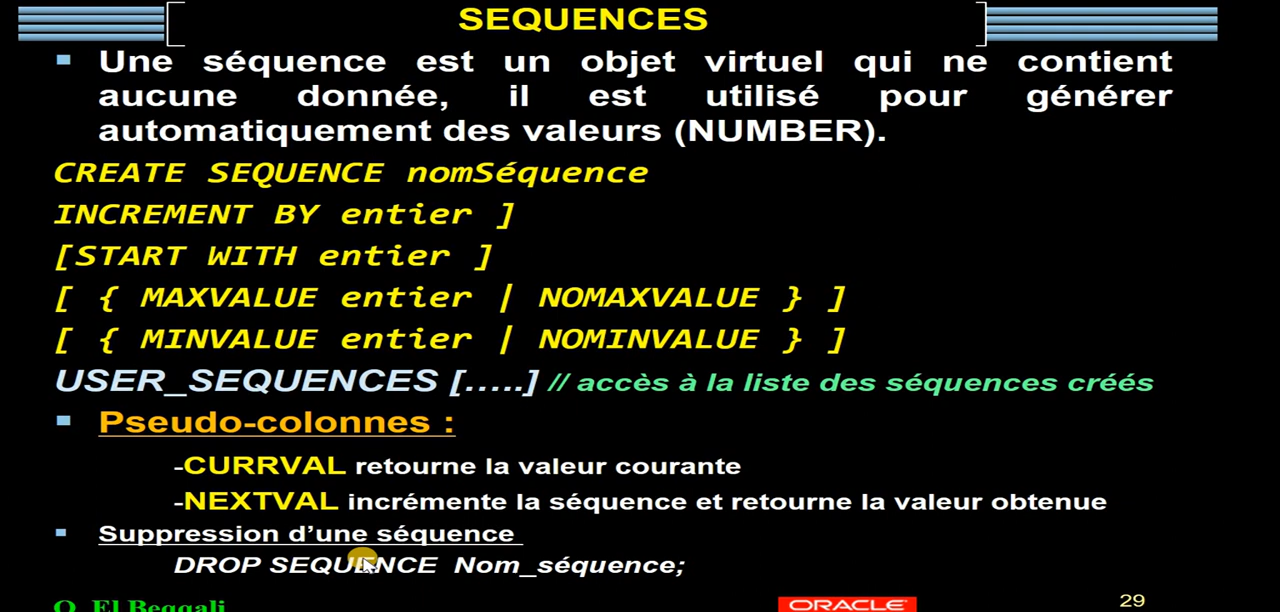 SEQUENCES
Une séquence est un objet virtuel qui ne contient
aucune donnée, il est utilisé pour générer
automatiquement des valeurs (NUMBER).
CREATE SEQUENCE nomSéquence
INCREMENT BY entier ]
[START WITH entier ]
[ { MAXVALUE entier | NOMAXVALUE } ]
[ { MINVALUE entier | NOMINVALUE } ]
USER_SEQUENCES […..] // accès à la liste des séquences créés
Pseudo-colonnes :
-CURRVAL retourne la valeur courante
-NEXTVAL incrémente la séquence et retourne la valeur obtenue
Suppression d’une séquence
DROP SEQUENCE Nom_séquence;
O. El Beqqali
ORACLE
29